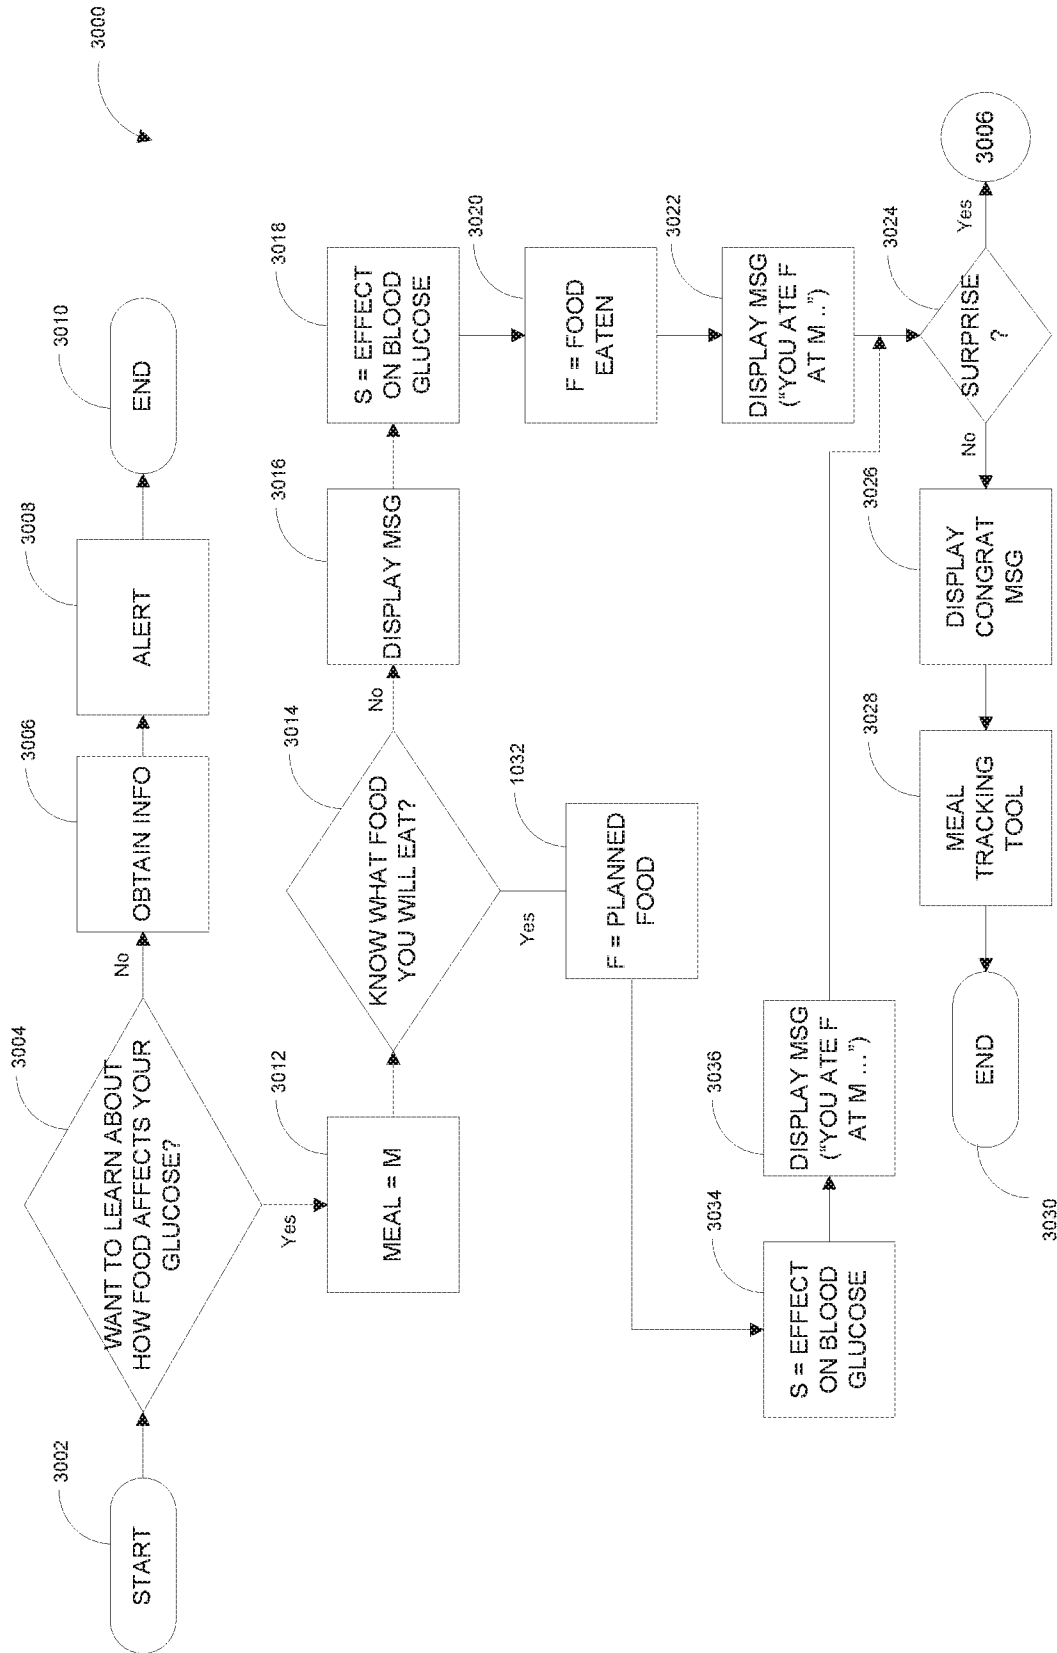 3000
3002
START
3004
WANT TO LEARN ABOUT
HOW FOOD AFFECTS YOUR
GLUCOSE?
No
Yes
3006
OBTAIN INFO
3008
ALERT
3010
END
3012
MEAL = M
3014
KNOW WHAT FOOD
YOU WILL EAT?
No
Yes
3016
DISPLAY MSG
3018
S = EFFECT
ON BLOOD
GLUCOSE
3020
F = FOOD
EATEN
3022
DISPLAY MSG
("YOU ATE F
AT M ..")
1032
F = PLANNED
FOOD
3034
S = EFFECT
ON BLOOD
GLUCOSE
3036
DISPLAY MSG
("YOU ATE F
AT M ...")
3024
SURPRISE
?
Yes
3006
No
3026
DISPLAY
CONGRAT
MSG
3028
MEAL
TRACKING
TOOL
END
3030